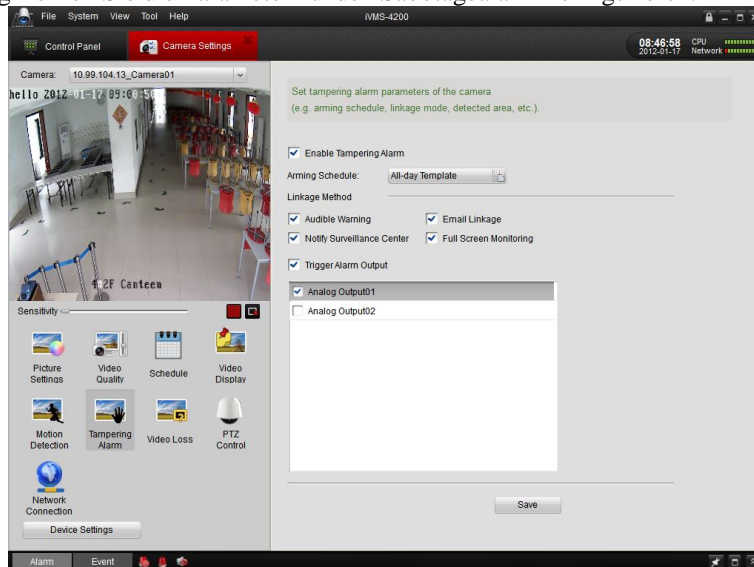 File System View Tool Help iVMS-4200
Control Panel Camera Settings 08:46:58 CPU
2012-01-17 Network
Camera: 10.99.104.13_Camera01
hello 2012-01-17 09:00:50
402F Canteen
Sensitivity
Picture Settings
Video Quality
Schedule
Video Display
Motion Detection
Tampering Alarm
Video Loss
PTZ Control
Network Connection
Device Settings
Set tampering alarm parameters of the camera
(e.g. arming schedule, linkage mode, detected area, etc.).
Enable Tampering Alarm
Arming Schedule: All-day Template
Linkage Method
Audible Warning Email Linkage
Notify Surveillance Center Full Screen Monitoring
Trigger Alarm Output
Analog Output01
Analog Output02
Save
Alarm Event